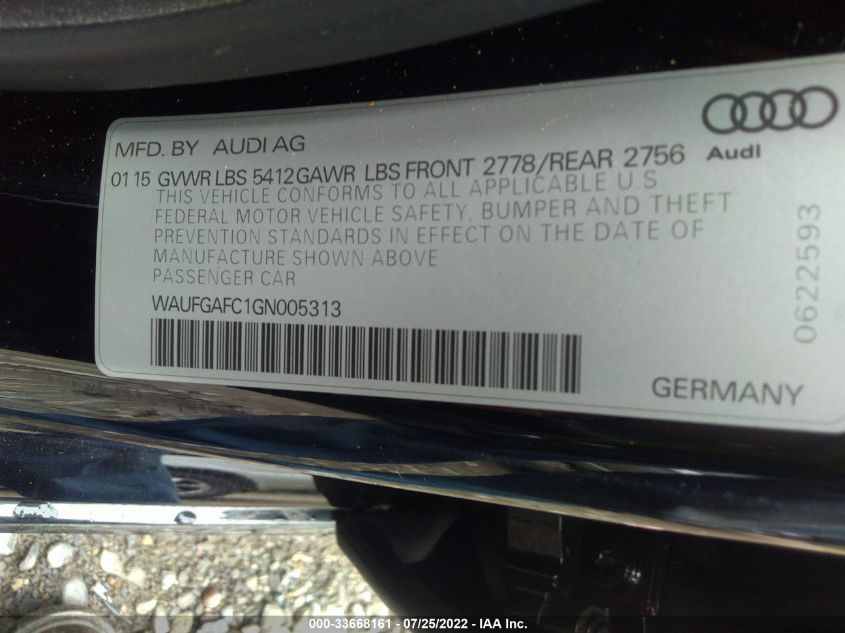 MFD. BY AUDI AG
Audi
01 15 GVWR LBS 5412 GAWR LBS FRONT 2778/REAR 2756
THIS VEHICLE CONFORMS TO ALL APPLICABLE U.S.
FEDERAL MOTOR VEHICLE SAFETY, BUMPER AND THEFT
PREVENTION STANDARDS IN EFFECT ON THE DATE OF
MANUFACTURE SHOWN ABOVE
PASSENGER CAR
WAUFGAFC1GN005313
GERMANY
0622593
000-33668161 - 07/25/2022 - IAA Inc.